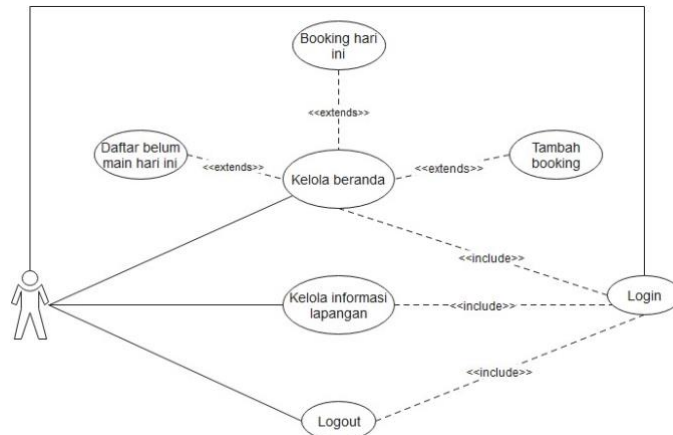 Booking hari
ini
<<extends>>
Daftar belum
main hari ini
<<extends>>
Kelola beranda
<<extends>>
Tambah
booking
<<include>>
Kelola informasi
lapangan
<<include>>
Login
<<include>>
Logout